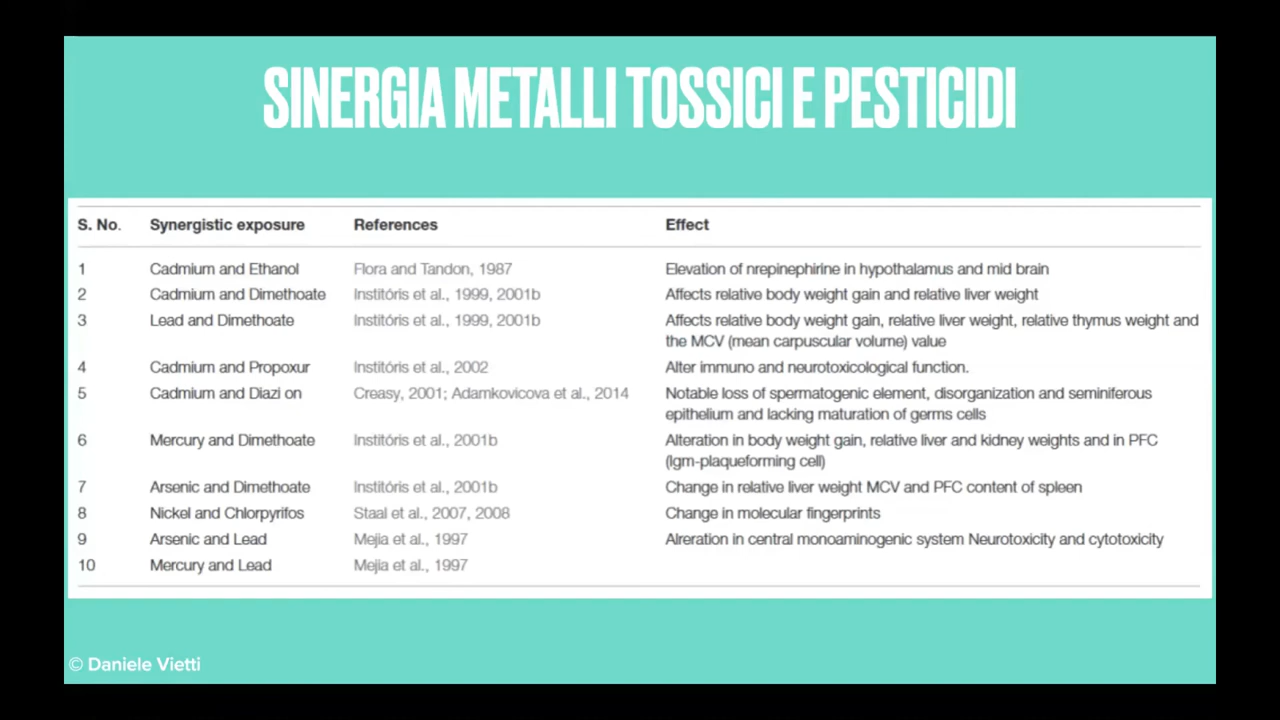 SINERGIA METALLI TOSSICI E PESTICIDI
S. No. Synergistic exposure References Effect
1 Cadmium and Ethanol Flora and Tandon, 1987 Elevation of nrepinephirine in hypothalamus and mid brain
2 Cadmium and Dimethoate Institóris et al., 1999, 2001b Affects relative body weight gain and relative liver weight
3 Lead and Dimethoate Institóris et al., 1999, 2001b Affects relative body weight gain, relative liver weight, relative thymus weight and
the MCV (mean carpuscular volume) value
4 Cadmium and Propoxur Institóris et al., 2002 Alter immuno and neurotoxicological function.
5 Cadmium and Diazi on Creasy, 2001; Adamkovicova et al., 2014 Notable loss of spermatogenic element, disorganization and seminiferous
epithelium and lacking maturation of germs cells
6 Mercury and Dimethoate Institóris et al., 2001b Alteration in body weight gain, relative liver and kidney weights and in PFC
(Igm-plaqueforming cell)
7 Arsenic and Dimethoate Institóris et al., 2001b Change in relative liver weight MCV and PFC content of spleen
8 Nickel and Chlorpyrifos Staal et al., 2007, 2008 Change in molecular fingerprints
9 Arsenic and Lead Mejia et al., 1997 Alreration in central monoaminogenic system Neurotoxicity and cytotoxicity
10 Mercury and Lead Mejia et al., 1997
© Daniele Vietti